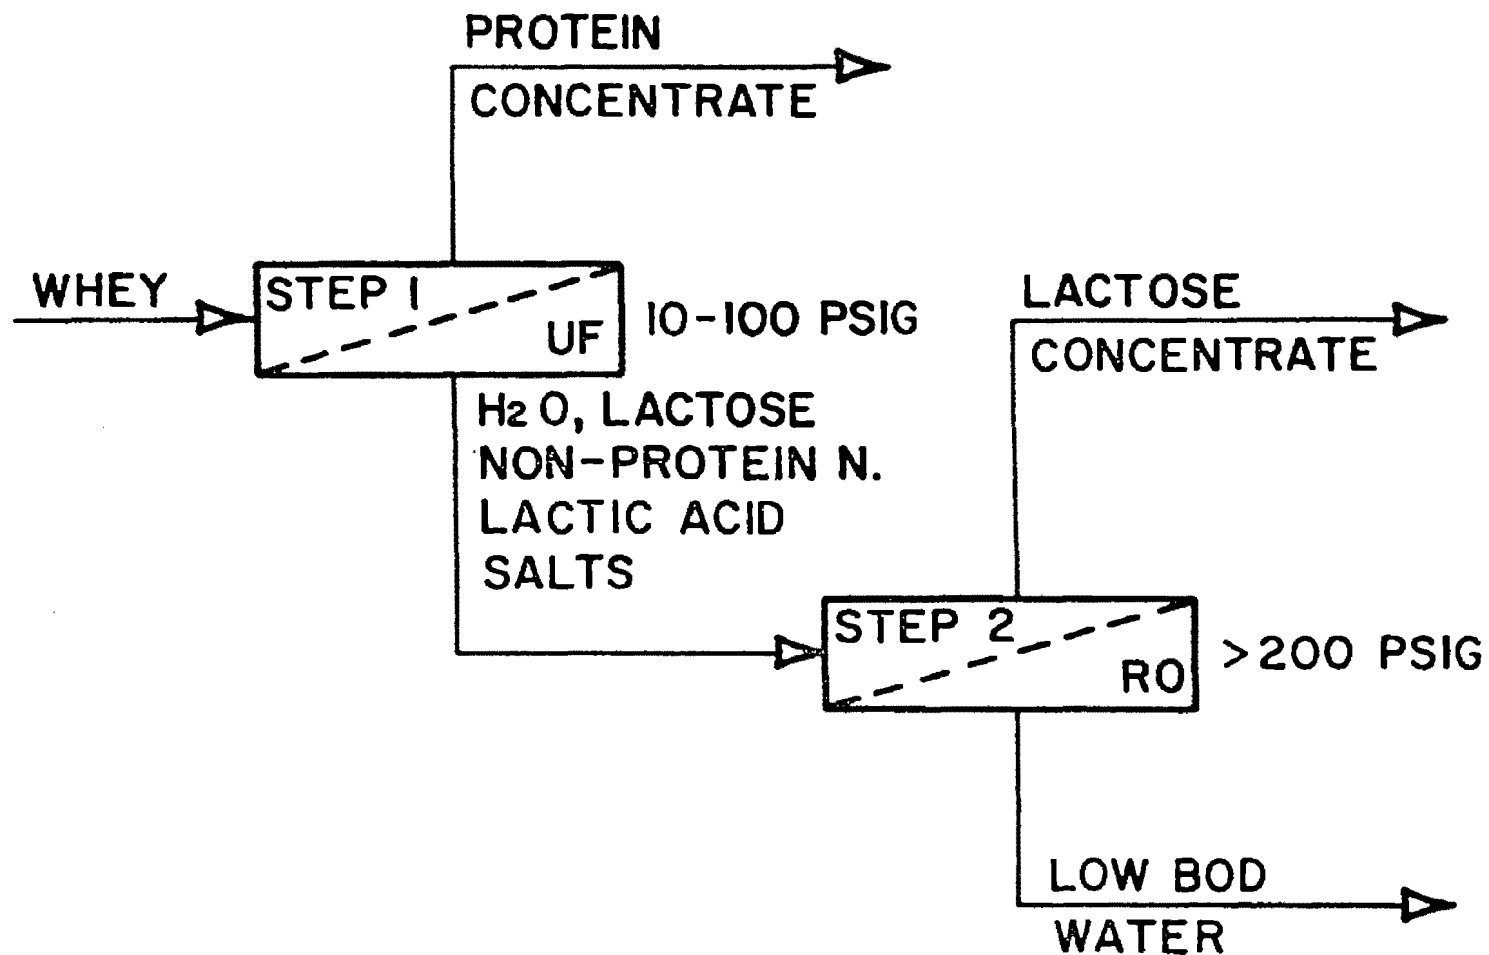 PROTEIN
CONCENTRATE
WHEY
STEP 1
UF
10-100 PSIG
H2O, LACTOSE
NON-PROTEIN N.
LACTIC ACID
SALTS
LACTOSE
CONCENTRATE
STEP 2
RO
>200 PSIG
LOW BOD
WATER